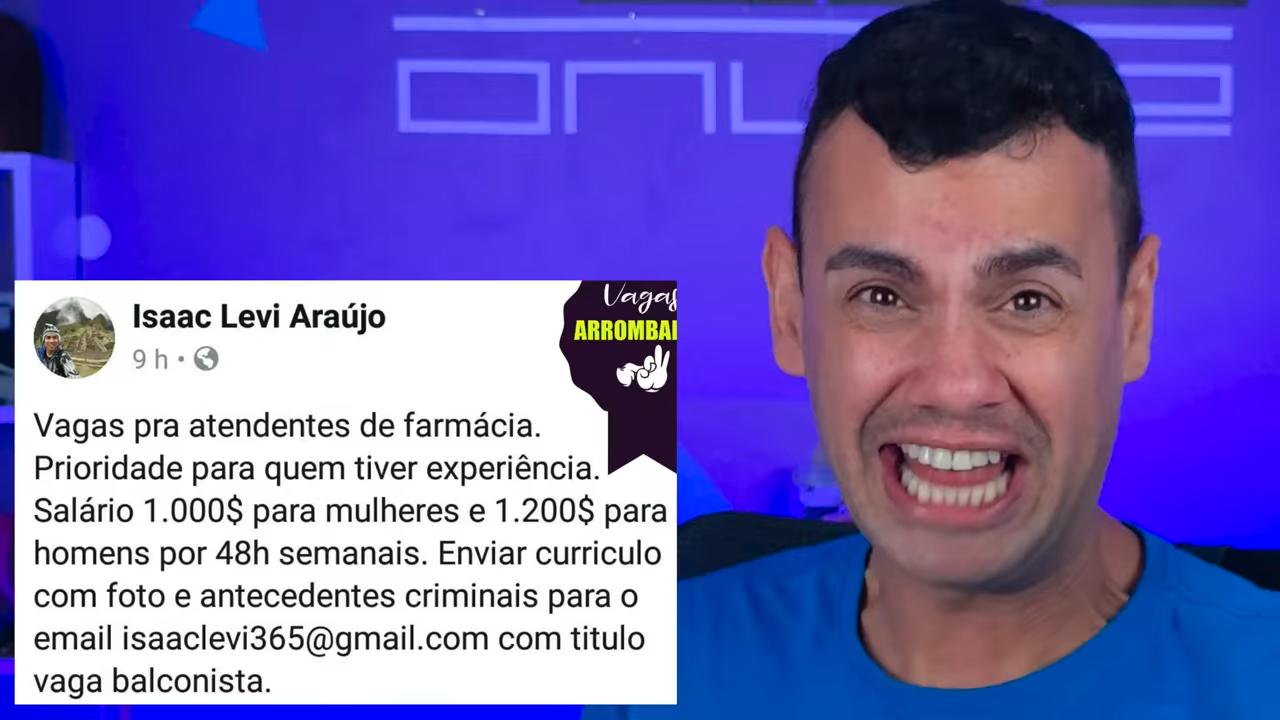 Isaac Levi Araújo
9 h
Vagas
Vagas pra atendentes de farmácia.
Prioridade para quem tiver experiência.
Salário 1.000$ para mulheres e 1.200$ para
homens por 48h semanais. Enviar curriculo
com foto e antecedentes criminais para o
email isaaclevi365@gmail.com com titulo
vaga balconista.